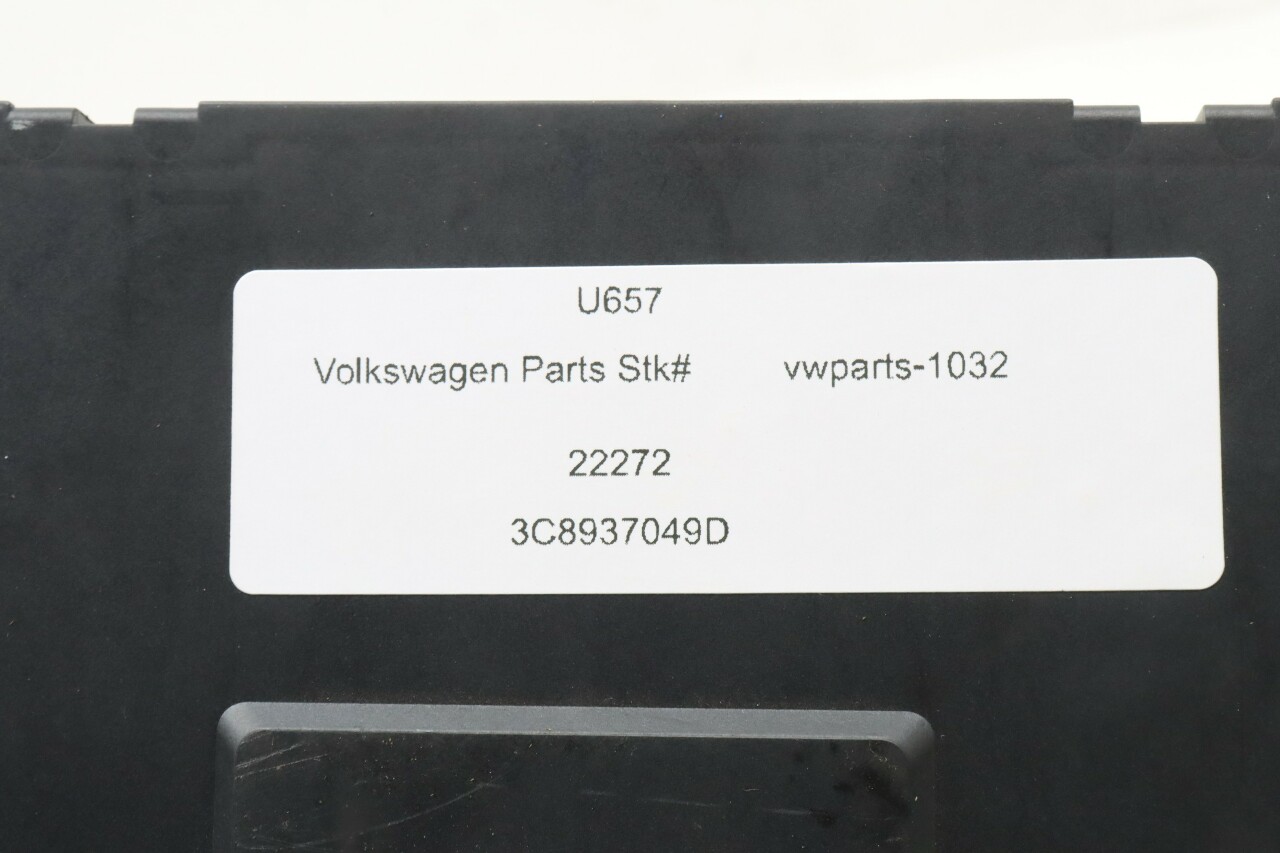 U657
Volkswagen Parts Stk# vwparts-1032
22272
3C8937049D